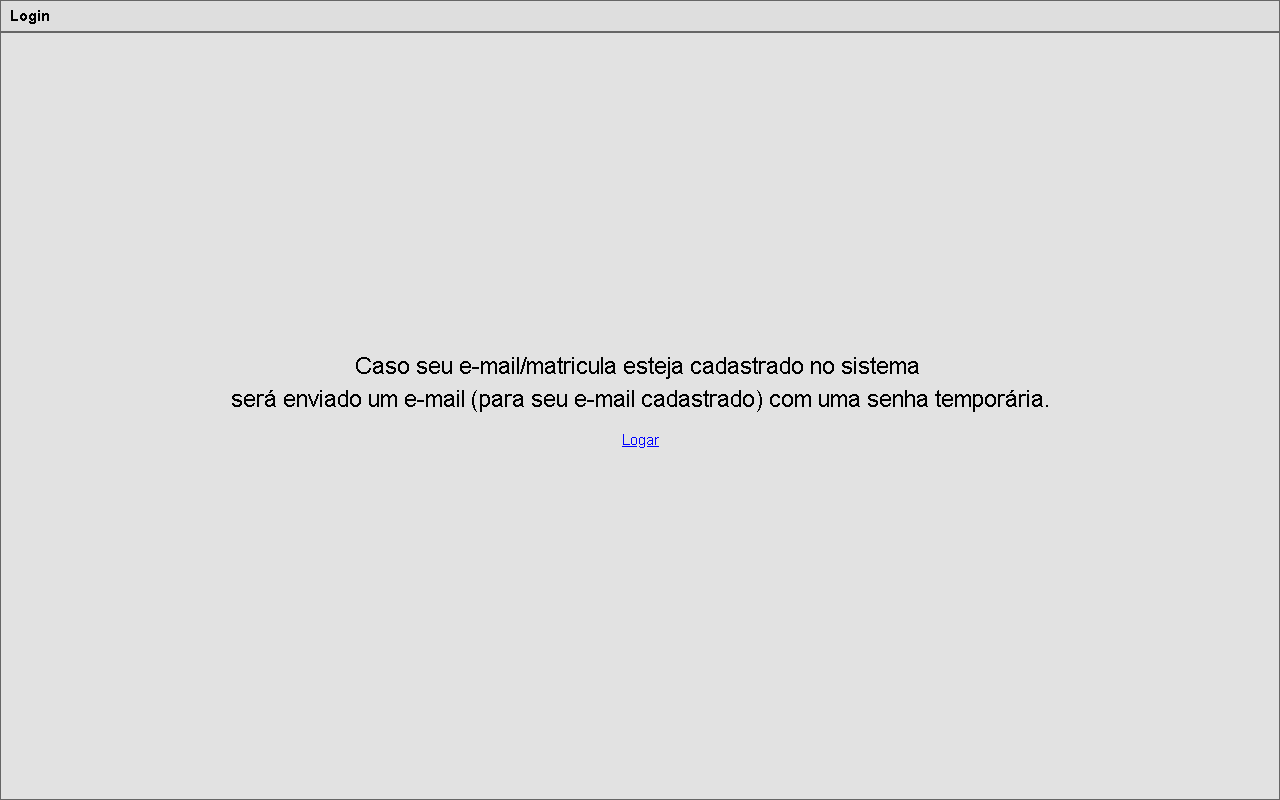 Login
Caso seu e-mail/matricula esteja cadastrado no sistema
será enviado um e-mail (para seu e-mail cadastrado) com uma senha temporária.
Logar